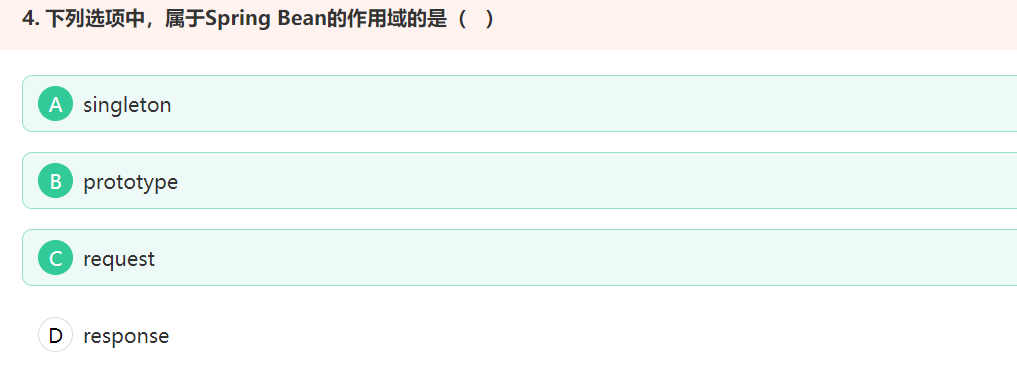 4. 下列选项中，属于Spring Bean的作用域的是（   ）
A singleton
B prototype
C request
D response